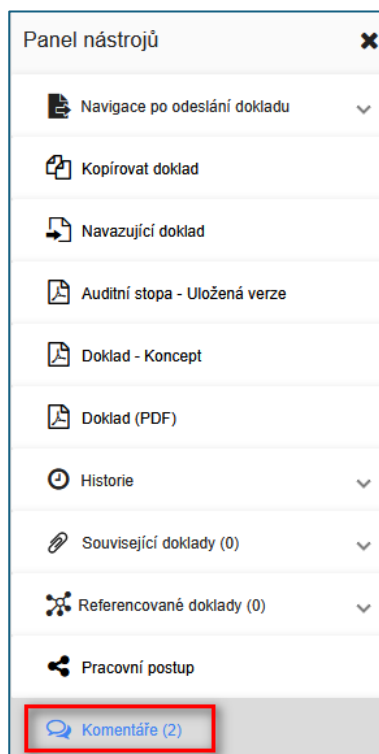 Panel nástrojů
Navigace po odeslání dokladu
Kopírovat doklad
Navazující doklad
Auditní stopa - Uložená verze
Doklad - Koncept
Doklad (PDF)
Historie
Související doklady (0)
Referencované doklady (0)
Pracovní postup
Komentáře (2)